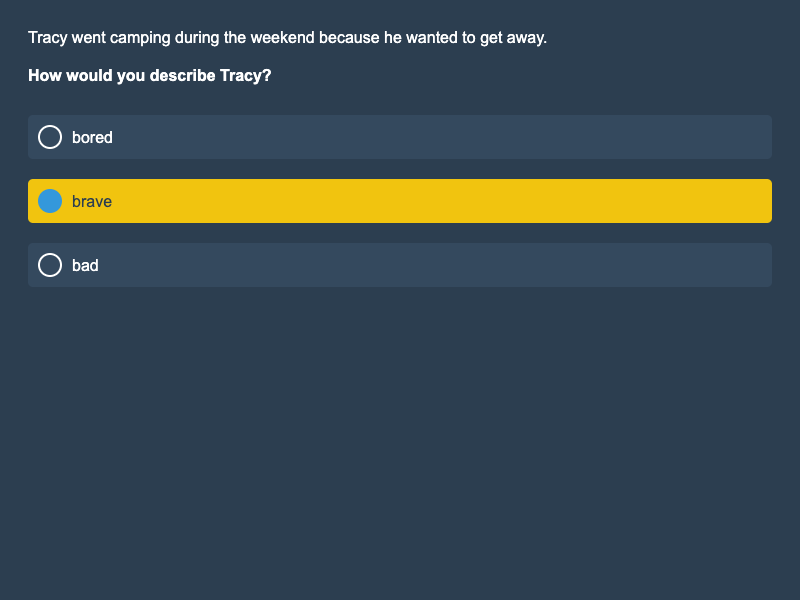 Tracy went camping during the weekend because he wanted to get away.
How would you describe Tracy?
bored
brave
bad